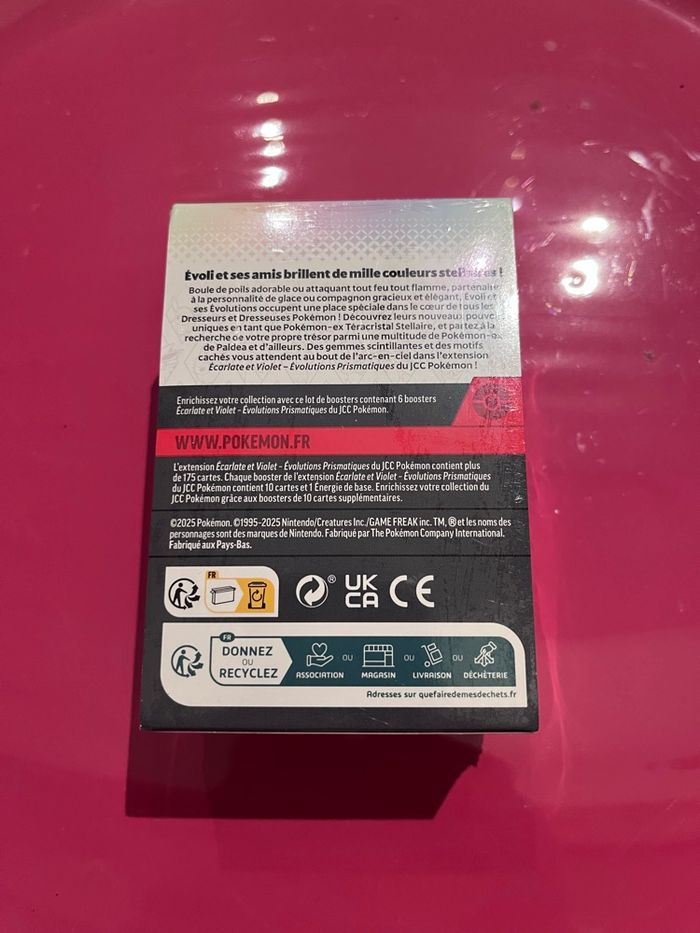 Évoli et ses amis brillent de mille couleurs stellaires !
Boule de poils adorable ou attaquant tout feu tout flamme, partenaire
à la personnalité de glace ou compagnon gracieux et élégant, Évoli et
ses Évolutions occupent une place spéciale dans le cœur de tous les
Dresseurs et Dresseuses Pokémon ! Découvrez leurs nouveaux pouvoirs
uniques en tant que Pokémon-ex Téracristal Stellaire, et partez à la
recherche de votre propre trésor parmi une multitude de Pokémon-ex
de Paldea et d'ailleurs. Des gemmes scintillantes et des motifs
cachés vous attendent au bout de l'arc-en-ciel dans l'extension
Écarlate et Violet – Évolutions Prismatiques du JCC Pokémon !
Enrichissez votre collection avec ce lot de boosters contenant 6 boosters
Écarlate et Violet – Évolutions Prismatiques du JCC Pokémon.
WWW.POKEMON.FR
L'extension Écarlate et Violet – Évolutions Prismatiques du JCC Pokémon contient plus
de 175 cartes. Chaque booster de l'extension Écarlate et Violet – Évolutions Prismatiques
du JCC Pokémon contient 10 cartes et 1 Énergie de base. Enrichissez votre collection du
JCC Pokémon grâce aux boosters de 10 cartes supplémentaires.
©2025 Pokémon. ©1995-2025 Nintendo/Creatures Inc./GAME FREAK inc. TM, ® et les noms des
personnages sont des marques de Nintendo. Fabriqué par The Pokémon Company International.
Fabriqué aux Pays-Bas.
FR
®
UK
CA
CE
FR
DONNEZ
OU
RECYCLEZ
ASSOCIATION OU MAGASIN OU LIVRAISON OU DÉCHÈTERIE
Adresses sur quefairedemesdechets.fr